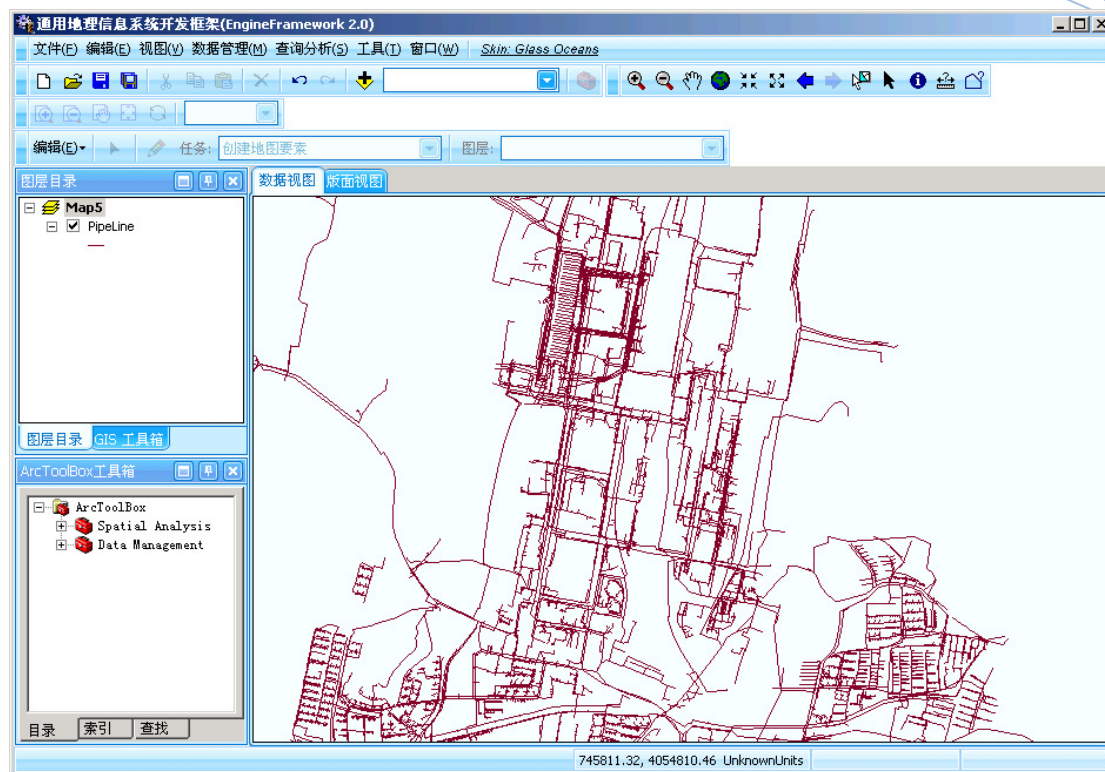 通用地理信息系统开发框架(EngineFramework 2.0)
文件(F) 编辑(E) 视图(V) 数据管理(M) 查询分析(S) 工具(T) 窗口(W) Skin: Glass Oceans
编辑(E) 任务: 创建地图要素 图层:
图层目录
数据视图 版面视图
Map5
PipeLine
图层目录 GIS 工具箱
ArcToolBox工具箱
ArcToolBox
Spatial Analysis
Data Management
目录 索引 查找
745811.32, 4054810.46 UnknownUnits